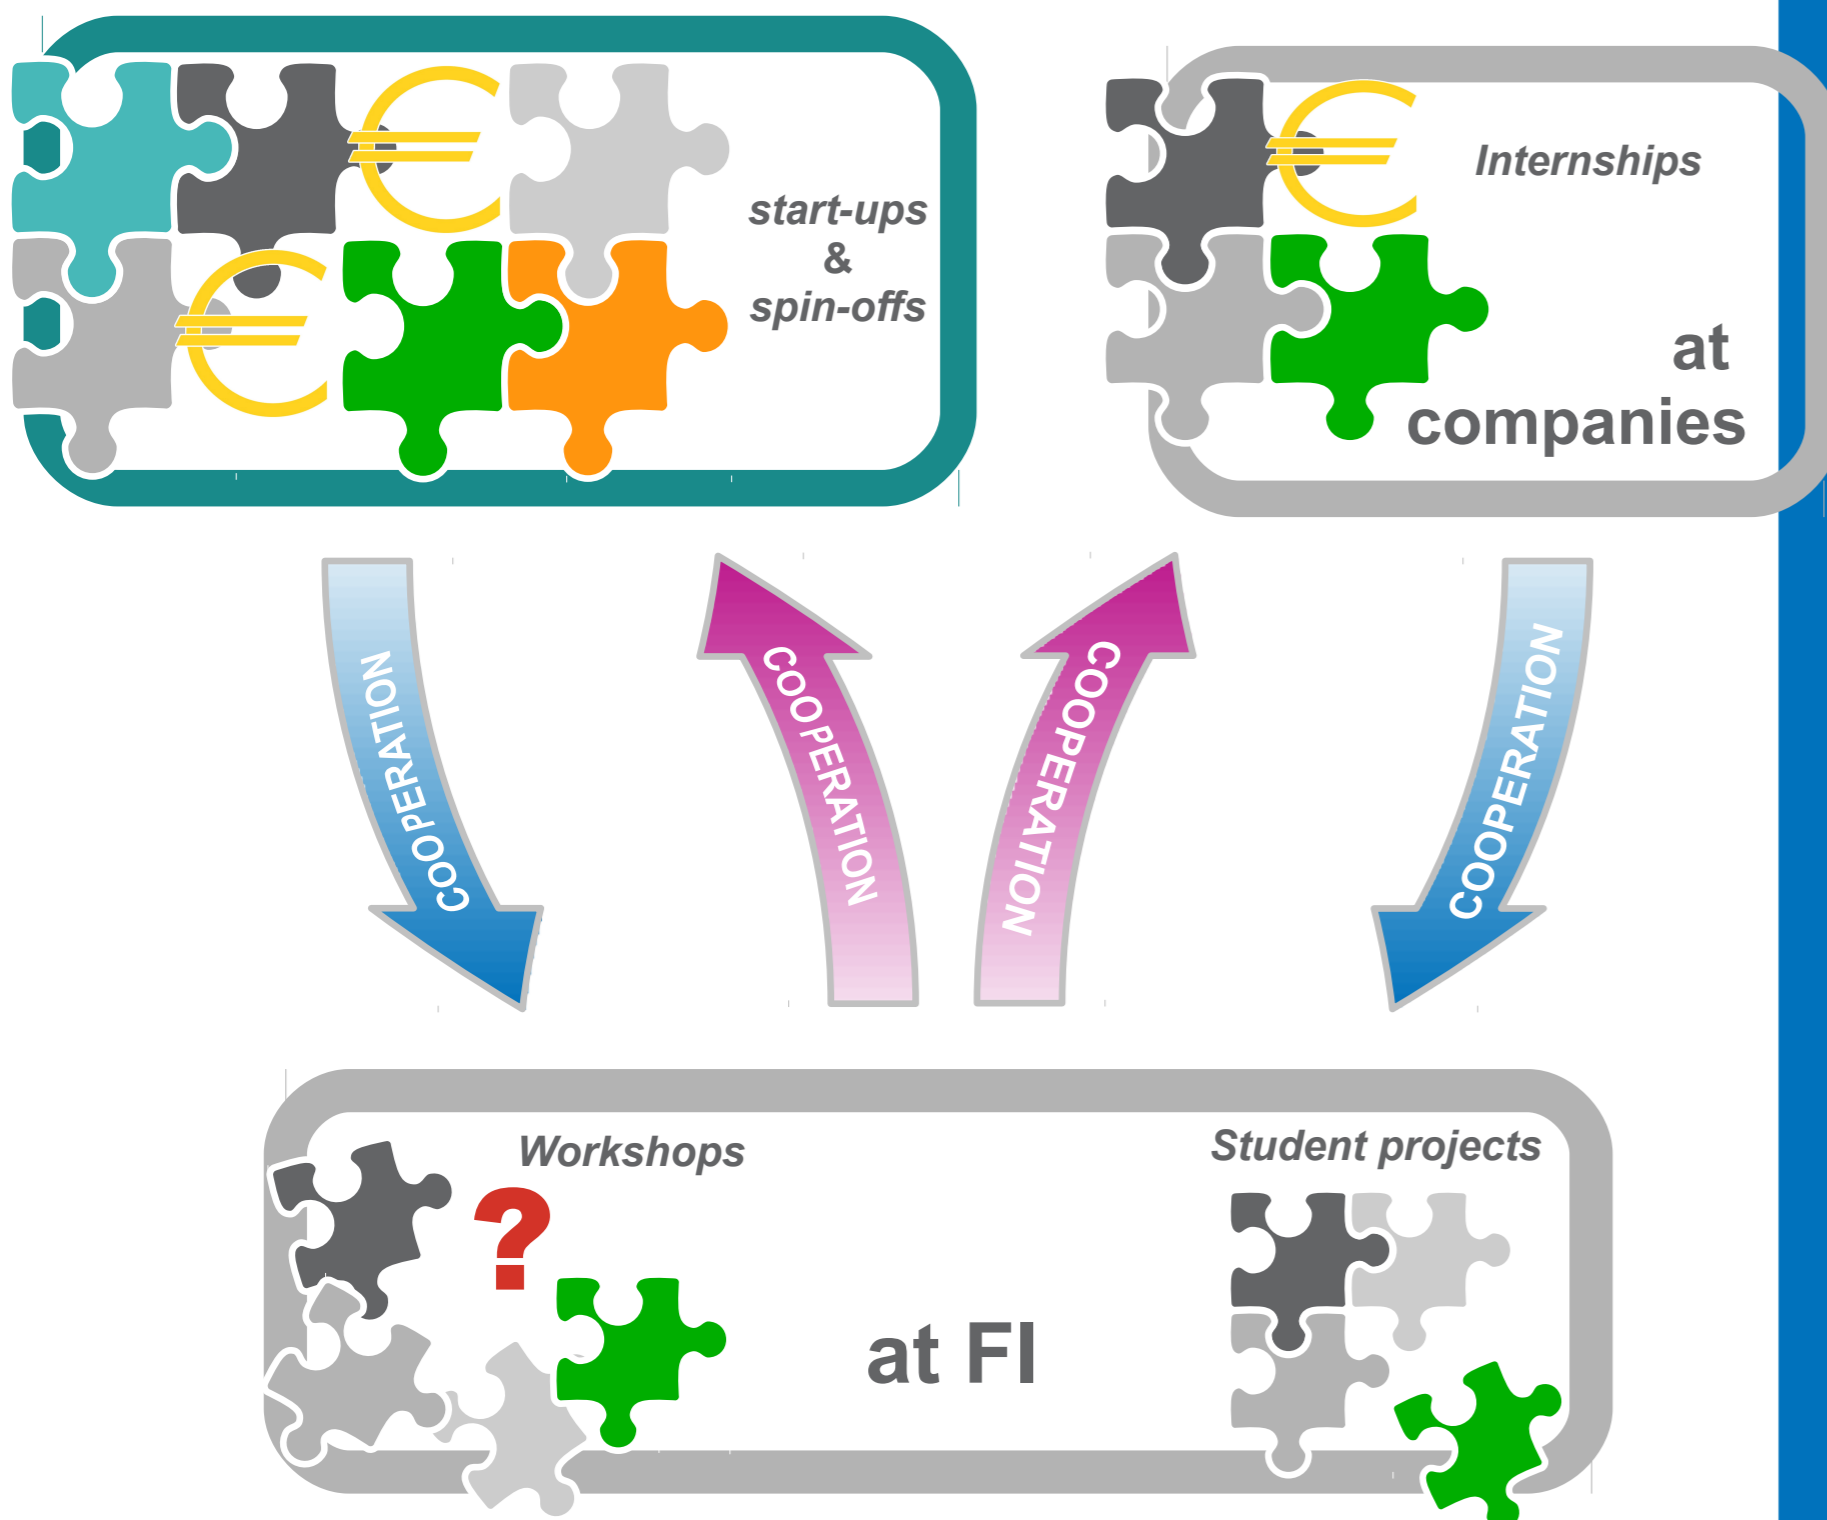 start-ups
&
spin-offs
Internships
at
companies
COOPERATION
COOPERATION
COOPERATION
COOPERATION
Workshops
?
Student projects
at FI